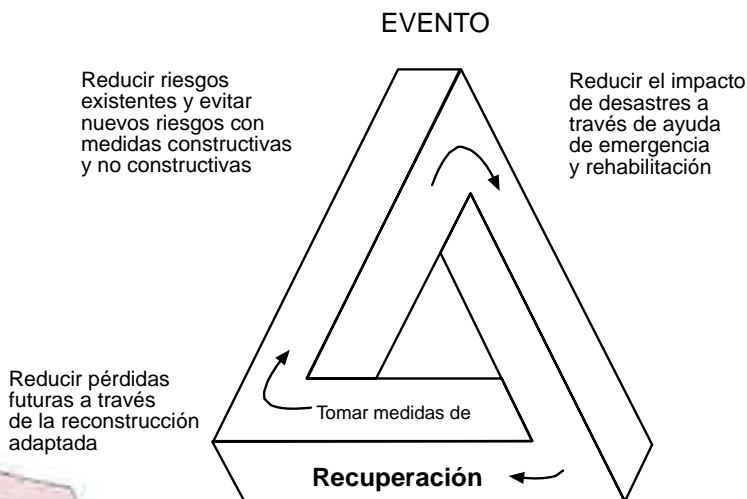 EVENTO
Reducir riesgos
existentes y evitar
nuevos riesgos con
medidas constructivas
y no constructivas
Reducir el impacto
de desastres a
través de ayuda
de emergencia
y rehabilitación
Reducir pérdidas
futuras a través
de la reconstrucción
adaptada
Tomar medidas de
Recuperación